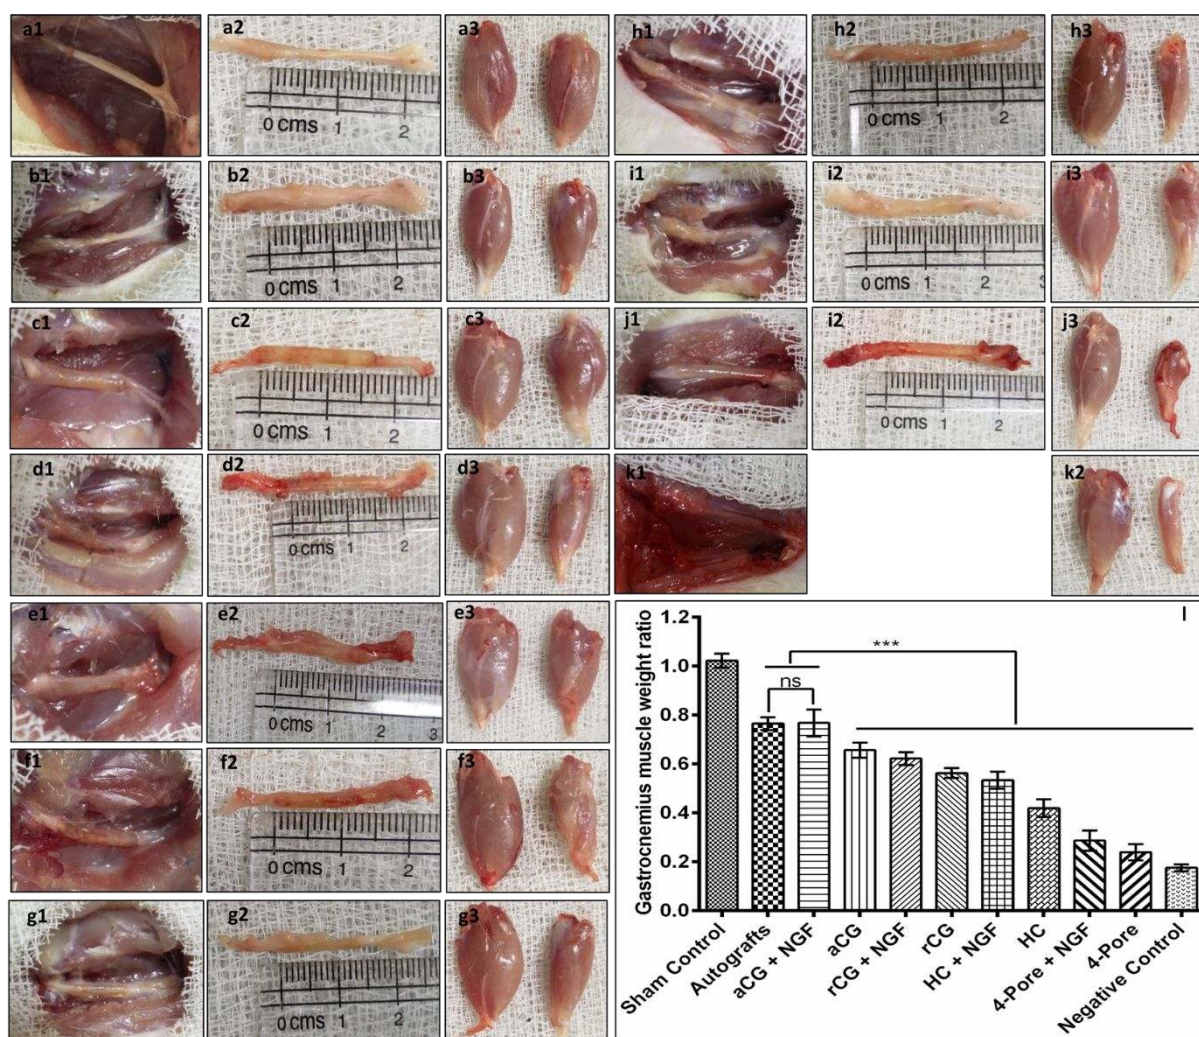 a1
a2
0 cms 1 2
a3
h1
h2
0 cms 1 2
h3
b1
b2
0 cms 1 2
b3
i1
i2
0 cms 1 2 3
i3
c1
c2
0 cms 1 2
c3
j1
i2
0 cms 1 2
j3
d1
d2
0 cms 1 2
d3
k1
k2
e1
e2
0 cms 1 2 3
e3
f1
f2
0 cms 1 2
f3
g1
g2
0 cms 1 2
g3
l
Gastrocnemius muscle weight ratio
1.2
1.0
0.8
0.6
0.4
0.2
0.0
***
ns
Sham Control
Autografts
aCG + NGF
aCG
rCG + NGF
rCG
HC + NGF
HC
4-Pore + NGF
4-Pore
Negative Control